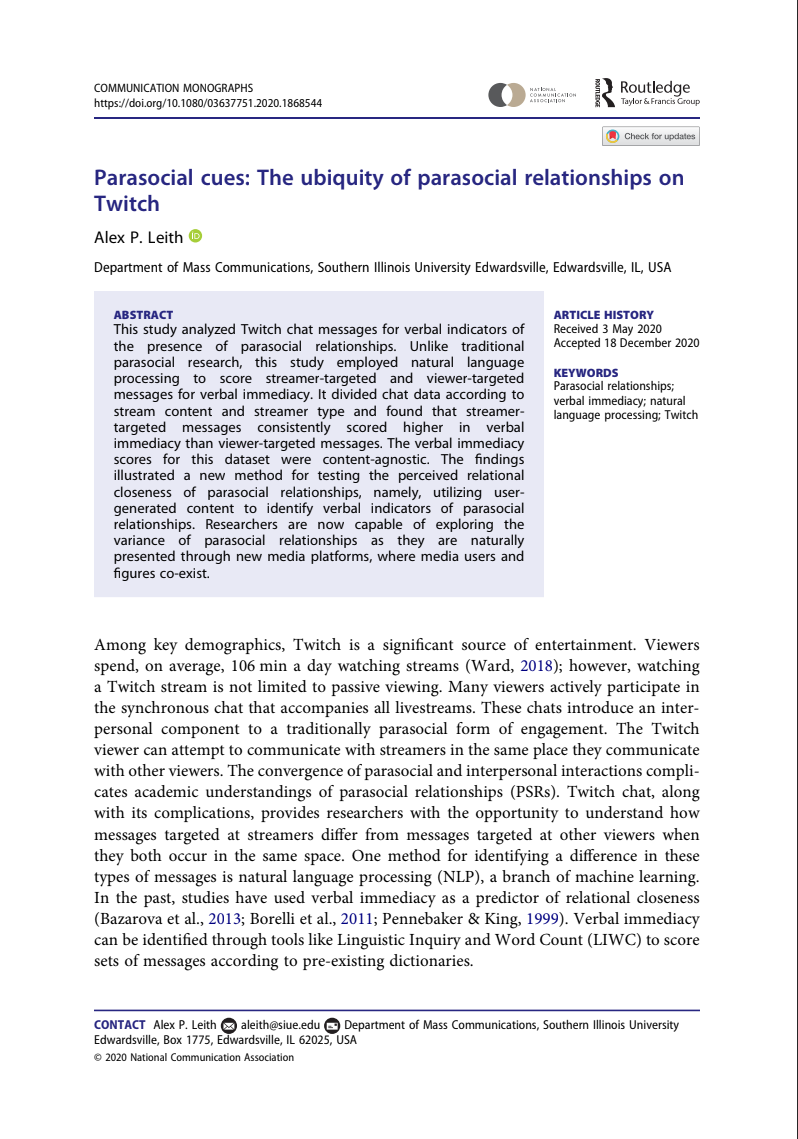 COMMUNICATION MONOGRAPHS
https://doi.org/10.1080/03637751.2020.1868544
NATIONAL
COMMUNICATION
ASSOCIATION
ROUTLEDGE
Routledge
Taylor & Francis Group
Check for updates
Parasocial cues: The ubiquity of parasocial relationships on
Twitch
Alex P. Leith iD
Department of Mass Communications, Southern Illinois University Edwardsville, Edwardsville, IL, USA
ABSTRACT
This study analyzed Twitch chat messages for verbal indicators of
the presence of parasocial relationships. Unlike traditional
parasocial research, this study employed natural language
processing to score streamer-targeted and viewer-targeted
messages for verbal immediacy. It divided chat data according to
stream content and streamer type and found that streamer-
targeted messages consistently scored higher in verbal
immediacy than viewer-targeted messages. The verbal immediacy
scores for this dataset were content-agnostic. The findings
illustrated a new method for testing the perceived relational
closeness of parasocial relationships, namely, utilizing user-
generated content to identify verbal indicators of parasocial
relationships. Researchers are now capable of exploring the
variance of parasocial relationships as they are naturally
presented through new media platforms, where media users and
figures co-exist.
ARTICLE HISTORY
Received 3 May 2020
Accepted 18 December 2020
KEYWORDS
Parasocial relationships;
verbal immediacy; natural
language processing; Twitch
Among key demographics, Twitch is a significant source of entertainment. Viewers
spend, on average, 106 min a day watching streams (Ward, 2018); however, watching
a Twitch stream is not limited to passive viewing. Many viewers actively participate in
the synchronous chat that accompanies all livestreams. These chats introduce an inter-
personal component to a traditionally parasocial form of engagement. The Twitch
viewer can attempt to communicate with streamers in the same place they communicate
with other viewers. The convergence of parasocial and interpersonal interactions compli-
cates academic understandings of parasocial relationships (PSRs). Twitch chat, along
with its complications, provides researchers with the opportunity to understand how
messages targeted at streamers differ from messages targeted at other viewers when
they both occur in the same space. One method for identifying a difference in these
types of messages is natural language processing (NLP), a branch of machine learning.
In the past, studies have used verbal immediacy as a predictor of relational closeness
(Bazarova et al., 2013; Borelli et al., 2011; Pennebaker & King, 1999). Verbal immediacy
can be identified through tools like Linguistic Inquiry and Word Count (LIWC) to score
sets of messages according to pre-existing dictionaries.
CONTACT Alex P. Leith aleith@siue.edu Department of Mass Communications, Southern Illinois University
Edwardsville, Box 1775, Edwardsville, IL 62025, USA
© 2020 National Communication Association